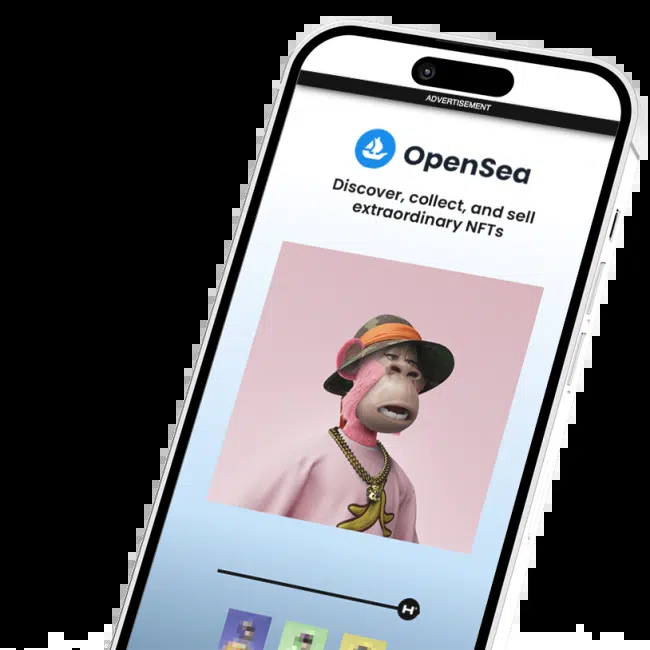 ADVERTISEMENT
OpenSea
Discover, collect, and sell
extraordinary NFTs
H